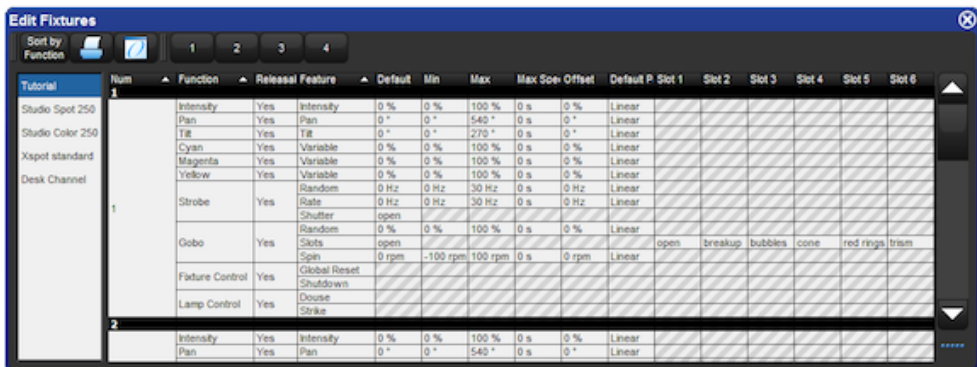 Edit Fixtures
Sort by Function 1 2 3 4
Tutorial
Studio Spot 250
Studio Color 250
Xspot standard
Desk Channel
Num Function Releasal Feature Default Min Max Max Spe Offset Default P Slot 1 Slot 2 Slot 3 Slot 4 Slot 5 Slot 6
1
1
Intensity Yes Intensity 0 % 0 % 100 % 0 s 0 % Linear
Pan Yes Pan 0 ° 0 ° 540 ° 0 s 0 ° Linear
Tilt Yes Tilt 0 ° 0 ° 270 ° 0 s 0 ° Linear
Cyan Yes Variable 0 % 0 % 100 % 0 s 0 % Linear
Magenta Yes Variable 0 % 0 % 100 % 0 s 0 % Linear
Yellow Yes Variable 0 % 0 % 100 % 0 s 0 % Linear
Strobe Yes Random 0 Hz 0 Hz 30 Hz 0 s 0 Hz Linear
Rate 0 Hz 0 Hz 30 Hz 0 s 0 Hz Linear
Shutter open
Gobo Yes Random 0 % 0 % 100 % 0 s 0 % Linear
Slots open open breakup bubbles cone red rings trism
Spin 0 rpm -100 rpm 100 rpm 0 s 0 rpm Linear
Fixture Control Yes Global Reset
Shutdown
Lamp Control Yes Douse
Strike
2
Intensity Yes Intensity 0 % 0 % 100 % 0 s 0 % Linear
Pan Yes Pan 0 ° 0 ° 540 ° 0 s 0 ° Linear